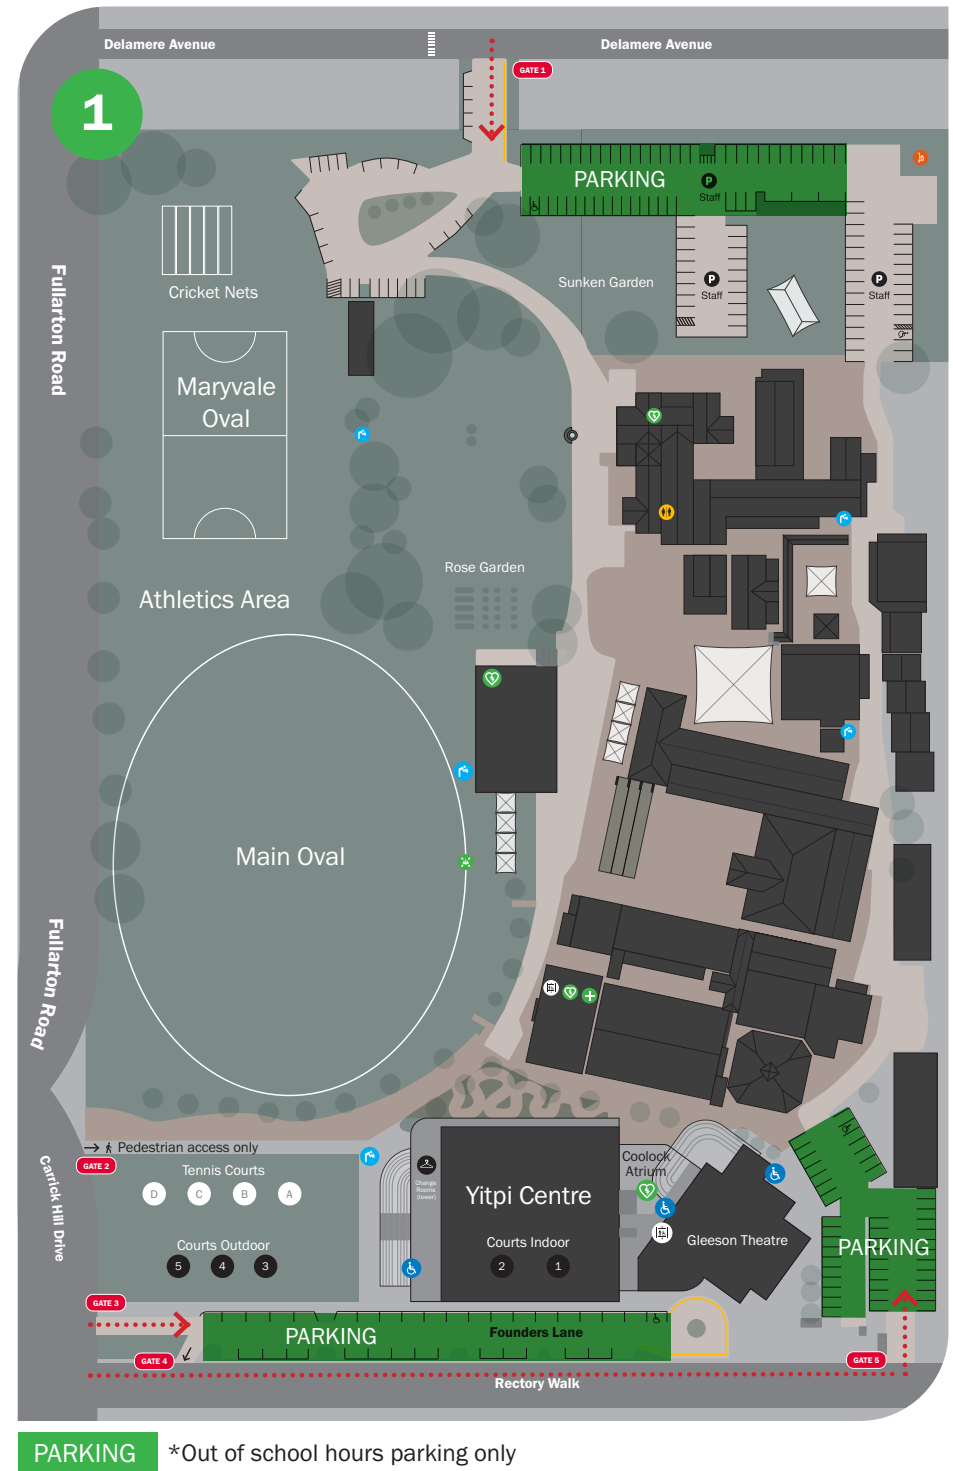 Delamere Avenue
Delamere Avenue
GATE 1
1
PARKING
P
Staff
Cricket Nets
Fullarton Road
Sunken Garden
P
Staff
P
Staff
Maryvale
Oval
Rose Garden
Athletics Area
Main Oval
Fullarton Road
Pedestrian access only
GATE 2
Carrick Hill Drive
Tennis Courts
D
C
B
A
Courts Outdoor
5
4
3
Change
Rooms
(lower)
Yitpi Centre
Courts Indoor
2
1
Coolock
Atrium
Gleeson Theatre
PARKING
GATE 3
PARKING
Founders Lane
GATE 4
GATE 5
Rectory Walk
PARKING
*Out of school hours parking only